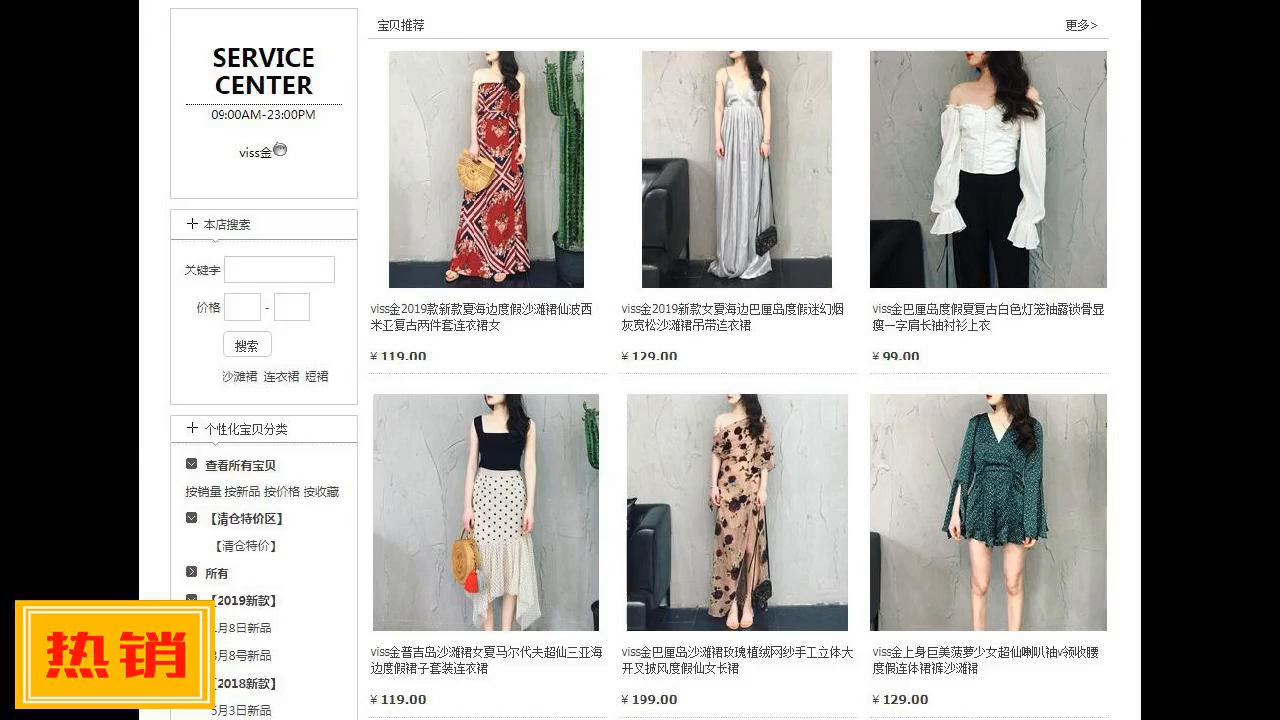 SERVICE
CENTER
09:00AM-23:00PM
viss金
本店搜索
关键字
价格
-
搜索
沙滩裙 连衣裙 短裙
个性化宝贝分类
查看所有宝贝
按销量 按新品 按价格 按收藏
【清仓特价区】
【清仓特价】
所有
【2019新款】
月8日新品
月8号新品
【2018新款】
5月3日新品
热销
宝贝推荐
更多>
viss金2019款新款夏海边度假沙滩裙仙波西
米亚复古两件套连衣裙女
¥ 119.00
viss金2019新款女夏海边巴厘岛度假迷幻烟
灰宽松沙滩裙吊带连衣裙
¥ 129.00
viss金巴厘岛度假夏夏古白色灯笼袖露锁骨显
瘦一字肩长袖衬衫上衣
¥ 99.00
viss金普吉岛沙滩裙女夏马尔代夫超仙三亚海
边度假裙子套装连衣裙
¥ 119.00
viss金巴厘岛沙滩裙玫瑰植绒网纱手工立体大
开叉披风度假仙女长裙
¥ 199.00
viss金上身巨美菠萝少女超仙喇叭袖v领收腰
度假连体裙裤沙滩裙
¥ 129.00